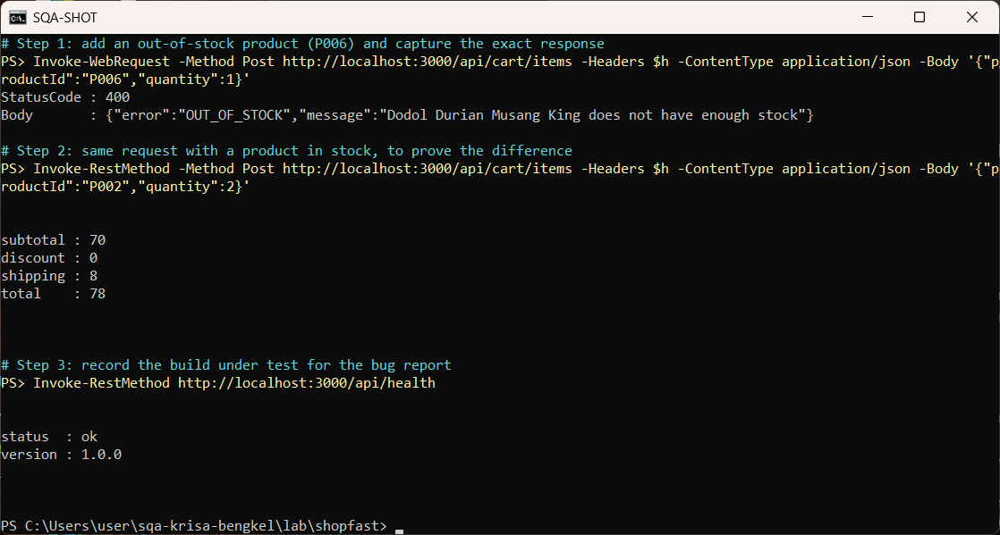 SQA-SHOT
# Step 1: add an out-of-stock product (P006) and capture the exact response
PS> Invoke-WebRequest -Method Post http://localhost:3000/api/cart/items -Headers $h -ContentType application/json -Body '{"p
roductId":"P006","quantity":1}'
StatusCode : 400
Body       : {"error":"OUT_OF_STOCK","message":"Dodol Durian Musang King does not have enough stock"}
# Step 2: same request with a product in stock, to prove the difference
PS> Invoke-RestMethod -Method Post http://localhost:3000/api/cart/items -Headers $h -ContentType application/json -Body '{"p
roductId":"P002","quantity":2}'
subtotal : 70
discount : 0
shipping : 8
total    : 78
# Step 3: record the build under test for the bug report
PS> Invoke-RestMethod http://localhost:3000/api/health
status  : ok
version : 1.0.0
PS C:\Users\user\sqa-krisa-bengkel\lab\shopfast>